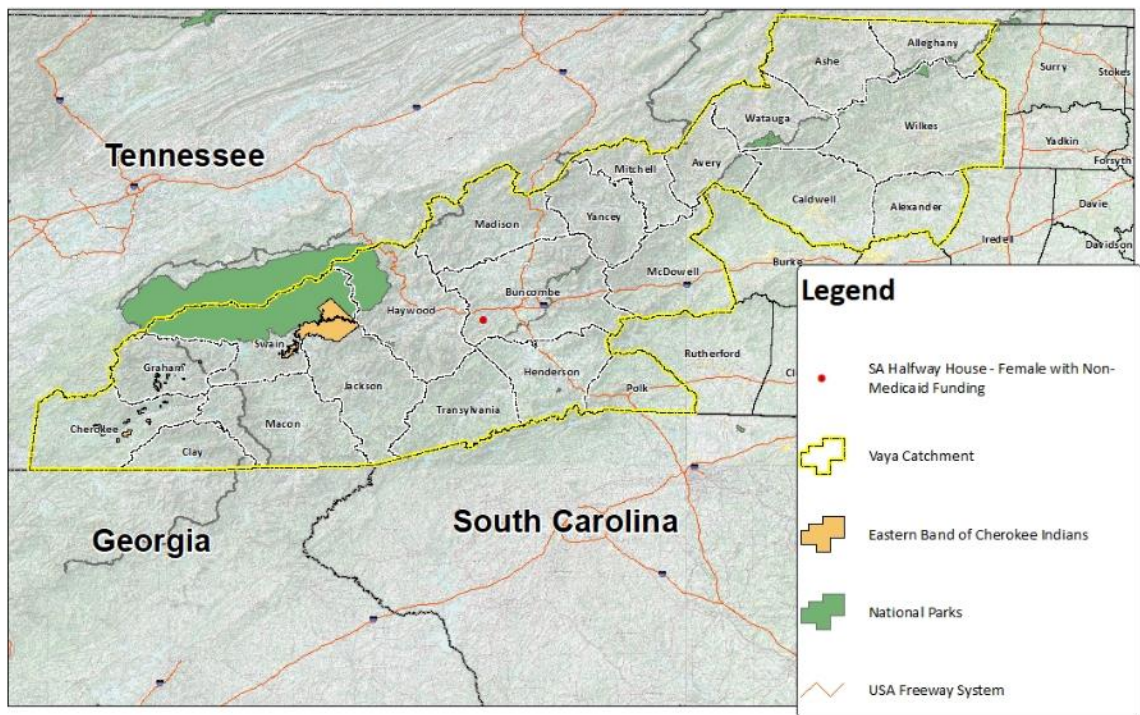 Alleghany
Ashe
Surry
Stokes
Watauga
Wilkes
Yadkin
Tennessee
Mitchell
Avery
Forsyth
Caldwell
Alexander
Davie
Madison
Yancey
Iredell
Davidson
McDowell
Burke
Buncombe
Haywood
Swain
Rutherford
Graham
Henderson
Jackson
Polk
Transylvania
Macon
Cherokee
Clay
South Carolina
Georgia
Legend
SA Halfway House - Female with Non-
Medicaid Funding
Vaya Catchment
Eastern Band of Cherokee Indians
National Parks
USA Freeway System